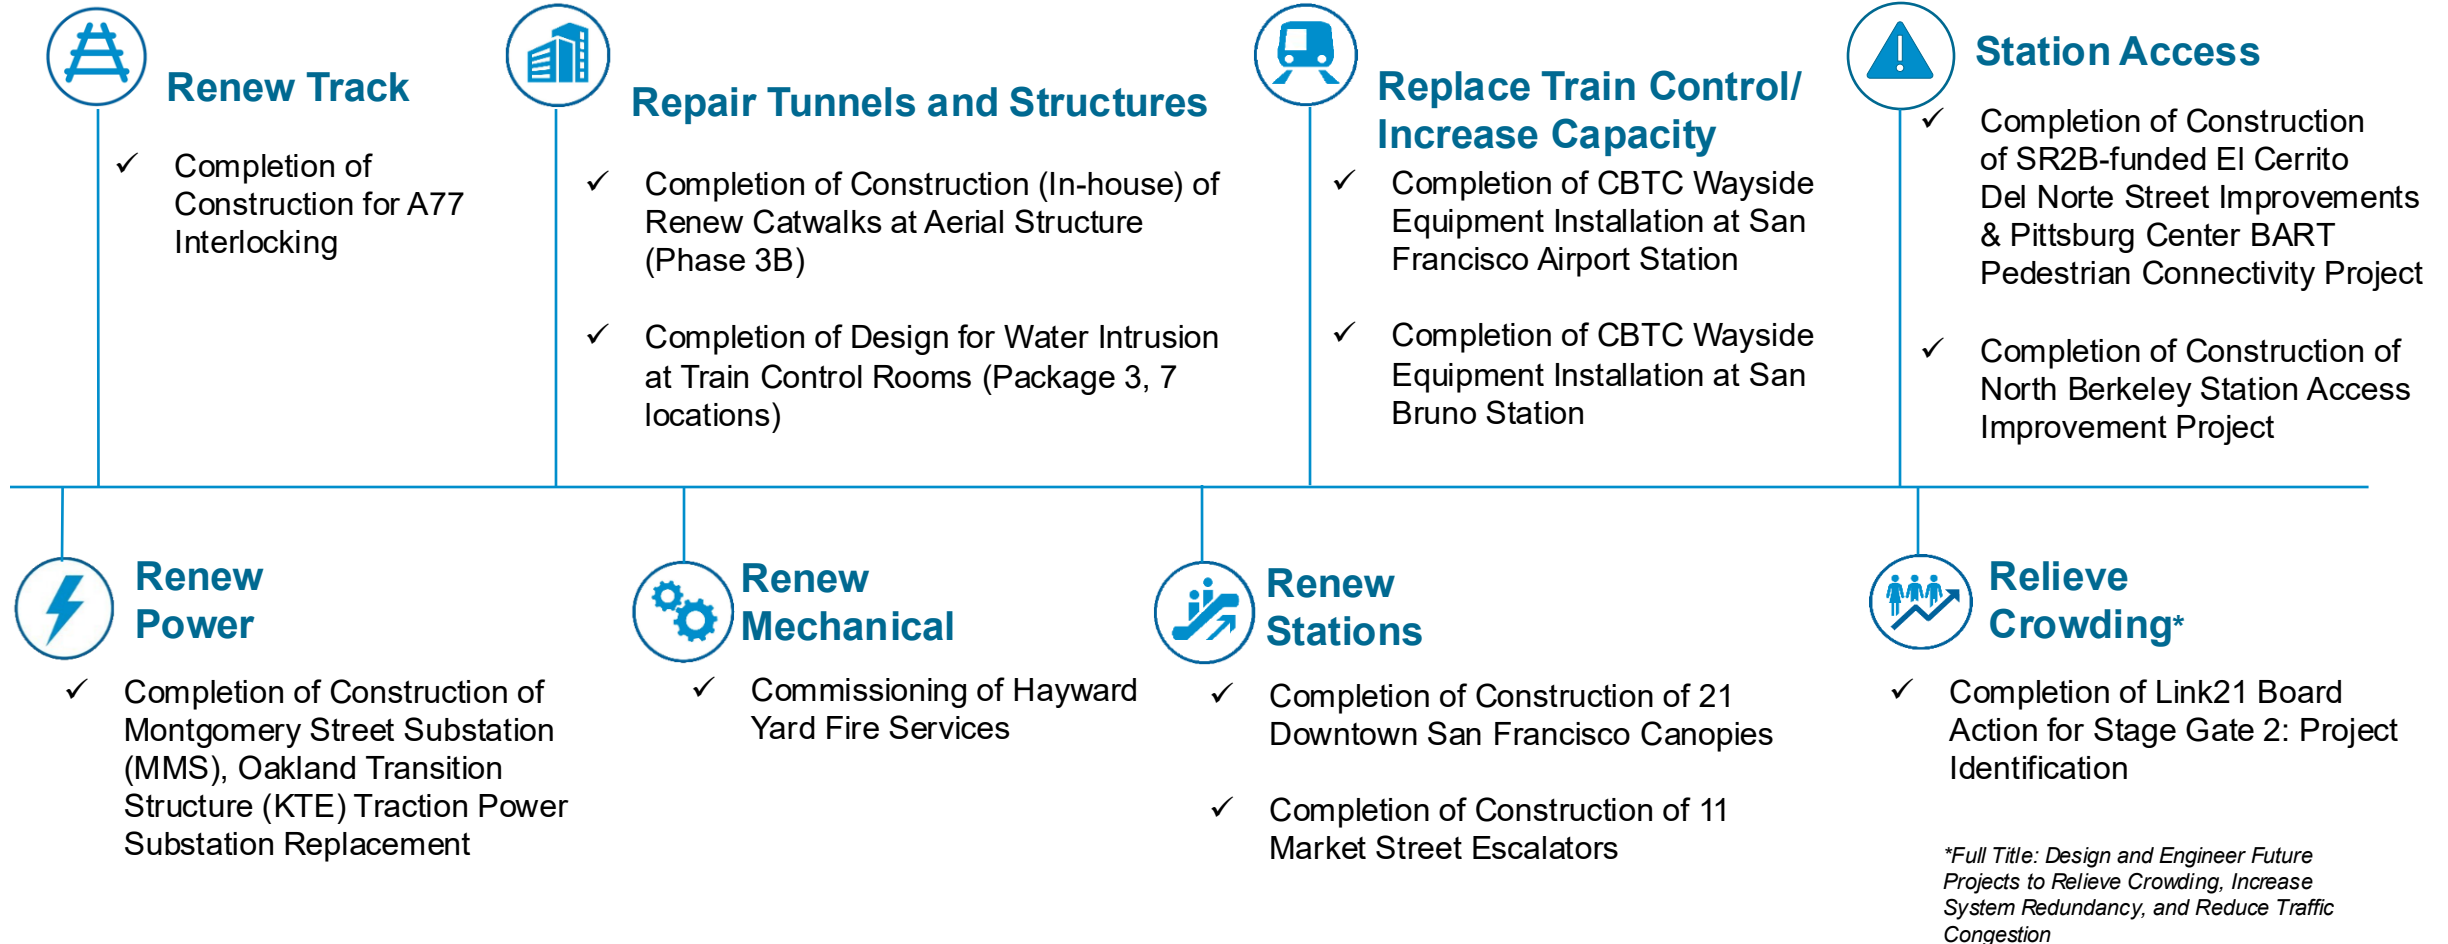 Renew Track
✓ Completion of
Construction for A77
Interlocking
Repair Tunnels and Structures
✓ Completion of Construction (In-house) of
Renew Catwalks at Aerial Structure
(Phase 3B)
✓ Completion of Design for Water Intrusion
at Train Control Rooms (Package 3, 7
locations)
Replace Train Control/
Increase Capacity
✓ Completion of CBTC Wayside
Equipment Installation at San
Francisco Airport Station
✓ Completion of CBTC Wayside
Equipment Installation at San
Bruno Station
Station Access
✓ Completion of Construction
of SR2B-funded El Cerrito
Del Norte Street Improvements
& Pittsburg Center BART
Pedestrian Connectivity Project
✓ Completion of Construction of
North Berkeley Station Access
Improvement Project
Renew
Power
✓ Completion of Construction of
Montgomery Street Substation
(MMS), Oakland Transition
Structure (KTE) Traction Power
Substation Replacement
Renew
Mechanical
✓ Commissioning of Hayward
Yard Fire Services
Renew
Stations
✓ Completion of Construction of 21
Downtown San Francisco Canopies
✓ Completion of Construction of 11
Market Street Escalators
Relieve
Crowding*
✓ Completion of Link21 Board
Action for Stage Gate 2: Project
Identification
*Full Title: Design and Engineer Future
Projects to Relieve Crowding, Increase
System Redundancy, and Reduce Traffic
Congestion